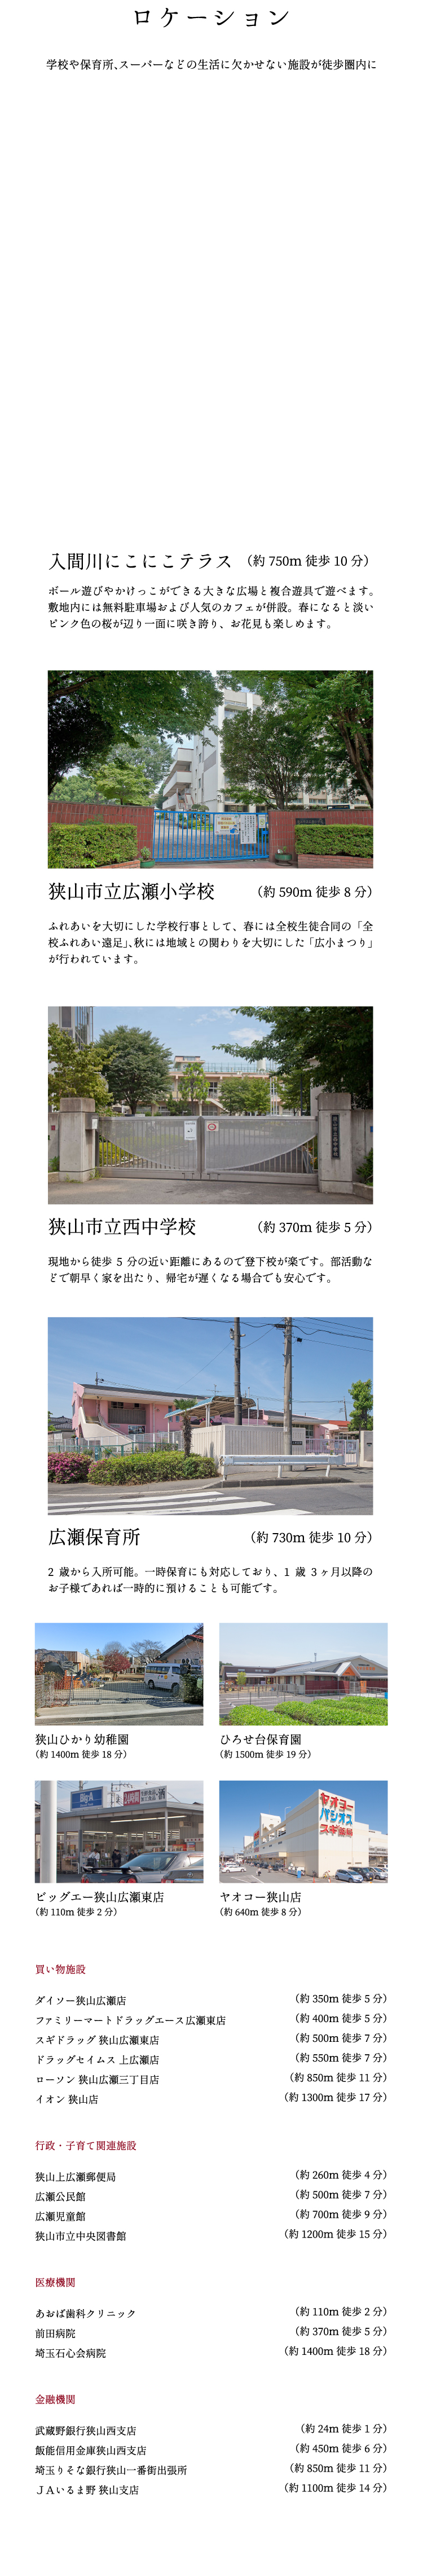 ロケーション
学校や保育所、スーパーなどの生活に欠かせない施設が徒歩圏内に
入間川にこにこテラス （約 750m 徒歩 10 分）
ボール遊びやかけっこができる大きな広場と複合遊具で遊べます。
敷地内には無料駐車場および人気のカフェが併設。春になると淡い
ピンク色の桜が辺り一面に咲き誇り、お花見も楽しめます。
狭山市立広瀬小学校 （約 590m 徒歩 8 分）
ふれあいを大切にした学校行事として、春には全校生徒合同の「全
校ふれあい遠足」、秋には地域との関わりを大切にした「広小まつり」
が行われています。
狭山市立西中学校 （約 370m 徒歩 5 分）
現地から徒歩 5 分の近い距離にあるので登下校が楽です。部活動な
どで朝早く家を出たり、帰宅が遅くなる場合でも安心です。
広瀬保育所 （約 730m 徒歩 10 分）
2 歳から入所可能。一時保育にも対応しており、1 歳 3 ヶ月以降の
お子様であれば一時的に預けることも可能です。
狭山ひかり幼稚園
（約 1400m 徒歩 18 分）
ひろせ台保育園
（約 1500m 徒歩 19 分）
Big-A
24時間
ヤオコー
パシオス
スギ薬局
ビッグエー狭山広瀬東店
（約 110m 徒歩 2 分）
ヤオコー狭山店
（約 640m 徒歩 8 分）
買い物施設
ダイソー狭山広瀬店 （約 350m 徒歩 5 分）
ファミリーマートドラッグエース広瀬東店 （約 400m 徒歩 5 分）
スギドラッグ 狭山広瀬東店 （約 500m 徒歩 7 分）
ドラッグセイムス 上広瀬店 （約 550m 徒歩 7 分）
ローソン 狭山広瀬三丁目店 （約 850m 徒歩 11 分）
イオン 狭山店 （約 1300m 徒歩 17 分）
行政・子育て関連施設
狭山上広瀬郵便局 （約 260m 徒歩 4 分）
広瀬公民館 （約 500m 徒歩 7 分）
広瀬児童館 （約 700m 徒歩 9 分）
狭山市立中央図書館 （約 1200m 徒歩 15 分）
医療機関
あおば歯科クリニック （約 110m 徒歩 2 分）
前田病院 （約 370m 徒歩 5 分）
埼玉石心会病院 （約 1400m 徒歩 18 分）
金融機関
武蔵野銀行狭山西支店 （約 24m 徒歩 1 分）
飯能信用金庫狭山西支店 （約 450m 徒歩 6 分）
埼玉りそな銀行狭山一番街出張所 （約 850m 徒歩 11 分）
ＪＡいるま野 狭山支店 （約 1100m 徒歩 14 分）